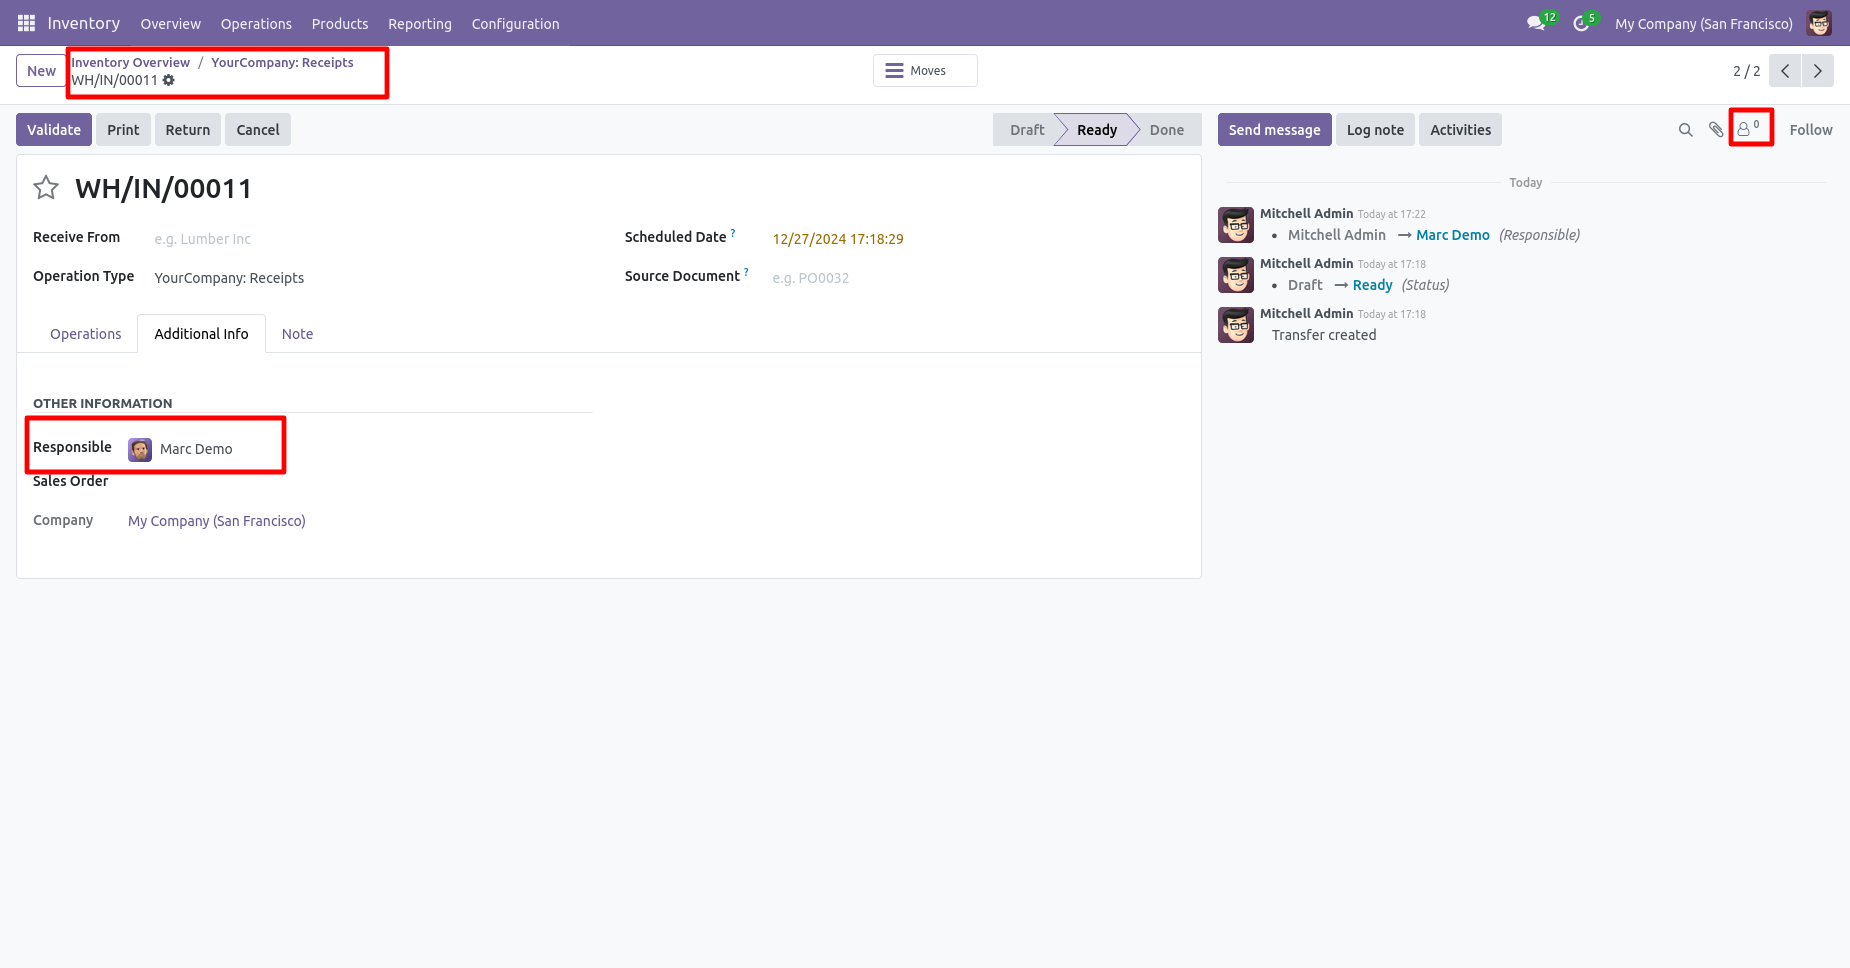 Inventory Overview Operations Products Reporting Configuration 12 5 My Company (San Francisco)
New
Inventory Overview / YourCompany: Receipts
WH/IN/00011
Moves
2 / 2
Validate Print Return Cancel
Draft Ready Done
Send message Log note Activities
0
Follow
WH/IN/00011
Receive From e.g. Lumber Inc
Scheduled Date ? 12/27/2024 17:18:29
Operation Type YourCompany: Receipts
Source Document ? e.g. PO0032
Operations Additional Info Note
OTHER INFORMATION
Responsible Marc Demo
Sales Order
Company My Company (San Francisco)
Today
Mitchell Admin Today at 17:22
• Mitchell Admin → Marc Demo (Responsible)
Mitchell Admin Today at 17:18
• Draft → Ready (Status)
Mitchell Admin Today at 17:18
Transfer created